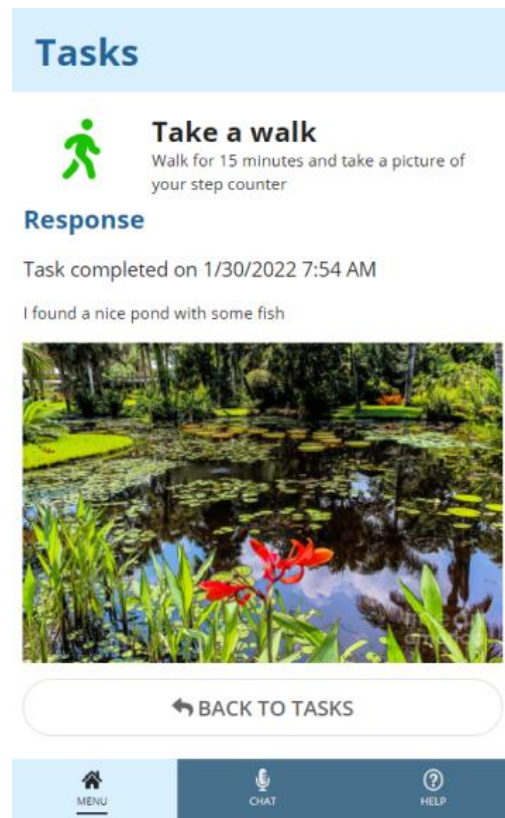 Tasks
Take a walk
Walk for 15 minutes and take a picture of
your step counter
Response
Task completed on 1/30/2022 7:54 AM
I found a nice pond with some fish
BACK TO TASKS
MENU
CHAT
HELP